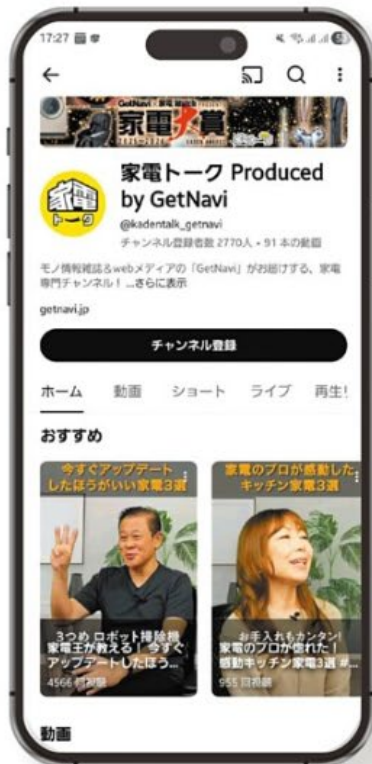 17:27
GetNavi × 家電 Watch
家電大賞
2025-2026
家電
トーク
家電トーク Produced
by GetNavi
@kadentalk_getnavi
チャンネル登録者数 2770人・91 本の動画
モノ情報雑誌&webメディアの「GetNavi」がお届けする、家電
専門チャンネル！ ...さらに表示
getnavi.jp
チャンネル登録
ホーム 動画 ショート ライブ 再生リ
おすすめ
今すぐアップデート
したほうがいい家電3選
3つめ ロボット掃除機
家電王が教える！ 今すぐ
アップデートしたほう...
4566 回視聴
家電のプロが感動した
キッチン家電3選
お手入れもカンタン!
家電のプロが惚れた！
感動キッチン家電3選 #...
955 回視聴
動画